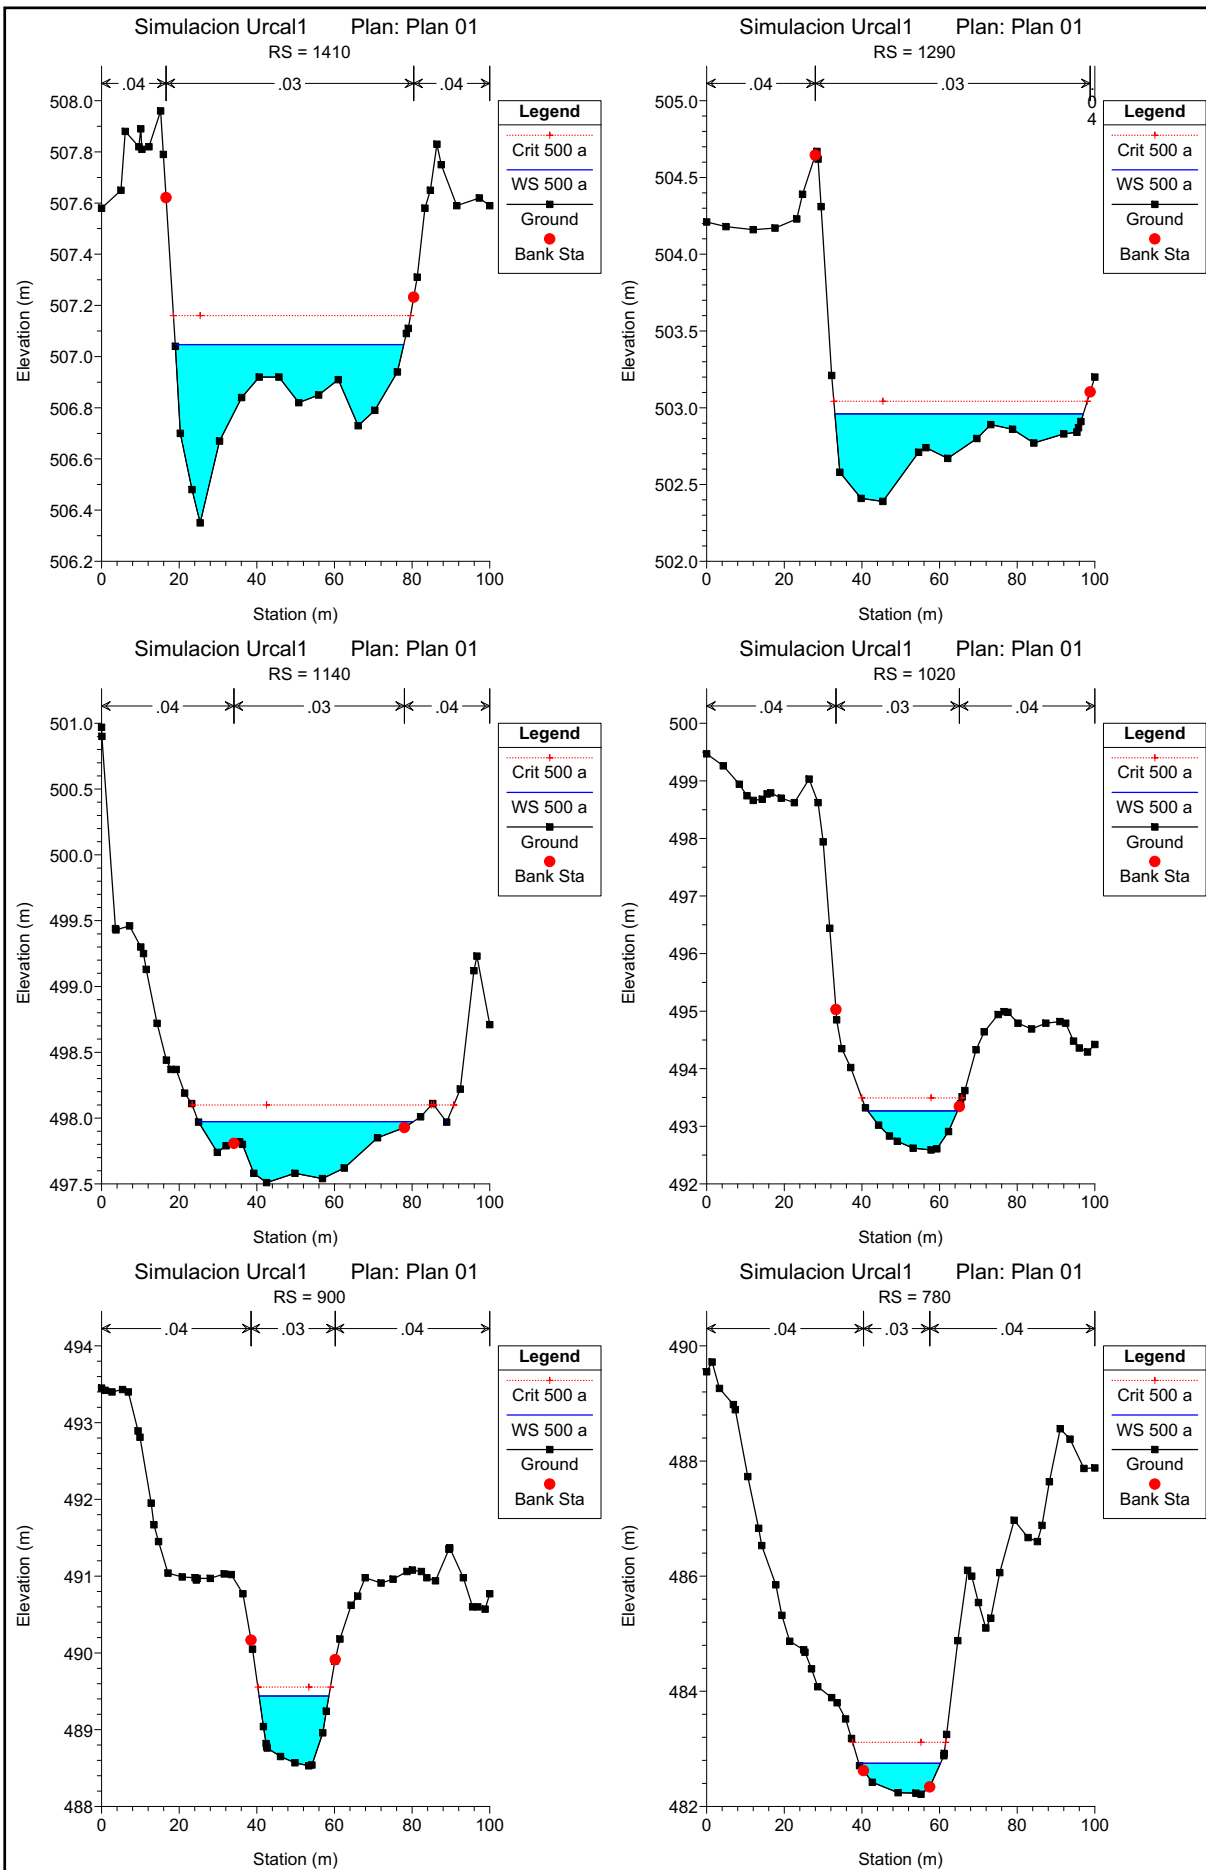 Simulacion Urcal1 Plan: Plan 01
RS = 1410
.04 .03 .04
508.0
507.8
507.6
507.4
507.2
507.0
506.8
506.6
506.4
506.2
0 20 40 60 80 100
Station (m)
Elevation (m)
Legend
Crit 500 a
WS 500 a
Ground
Bank Sta
Simulacion Urcal1 Plan: Plan 01
RS = 1290
.04 .03 .04
505.0
504.5
504.0
503.5
503.0
502.5
502.0
0 20 40 60 80 100
Station (m)
Elevation (m)
Legend
Crit 500 a
WS 500 a
Ground
Bank Sta
Simulacion Urcal1 Plan: Plan 01
RS = 1140
.04 .03 .04
501.0
500.5
500.0
499.5
499.0
498.5
498.0
497.5
0 20 40 60 80 100
Station (m)
Elevation (m)
Legend
Crit 500 a
WS 500 a
Ground
Bank Sta
Simulacion Urcal1 Plan: Plan 01
RS = 1020
.04 .03 .04
500
499
498
497
496
495
494
493
492
0 20 40 60 80 100
Station (m)
Elevation (m)
Legend
Crit 500 a
WS 500 a
Ground
Bank Sta
Simulacion Urcal1 Plan: Plan 01
RS = 900
.04 .03 .04
494
493
492
491
490
489
488
0 20 40 60 80 100
Station (m)
Elevation (m)
Legend
Crit 500 a
WS 500 a
Ground
Bank Sta
Simulacion Urcal1 Plan: Plan 01
RS = 780
.04 .03 .04
490
488
486
484
482
0 20 40 60 80 100
Station (m)
Elevation (m)
Legend
Crit 500 a
WS 500 a
Ground
Bank Sta